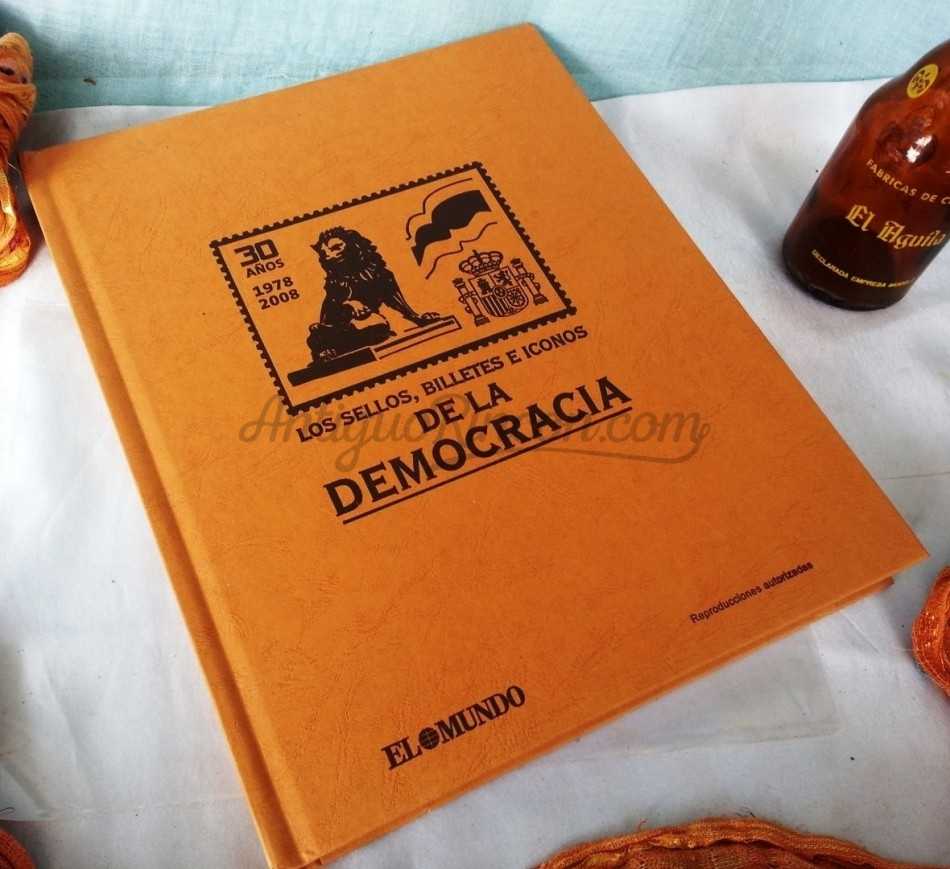 30
AÑOS
1978
2008
LOS SELLOS, BILLETES E ICONOS
DE LA
DEMOCRACIA
Reproducciones autorizadas
EL MUNDO
FABRICAS DE
El Aguila
DECLARADA EMPRESA
AntiguoRincon.com